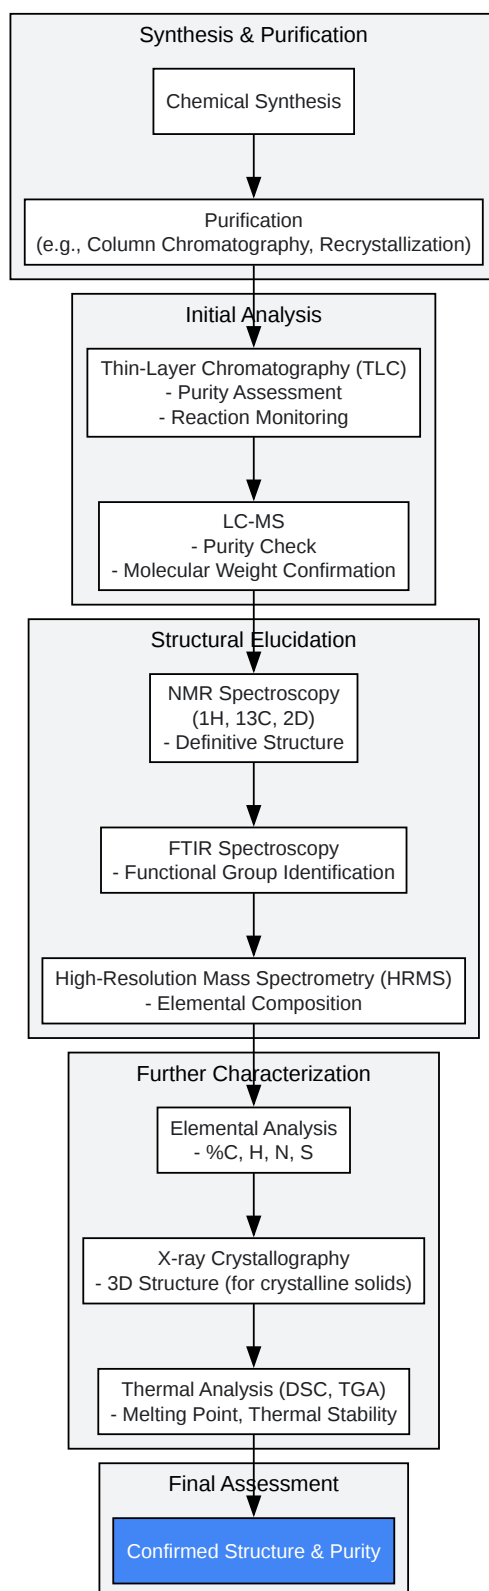 Synthesis & Purification
Chemical Synthesis
Purification
(e.g., Column Chromatography, Recrystallization)
Initial Analysis
Thin-Layer Chromatography (TLC)
- Purity Assessment
- Reaction Monitoring
LC-MS
- Purity Check
- Molecular Weight Confirmation
Structural Elucidation
NMR Spectroscopy
(1H, 13C, 2D)
- Definitive Structure
FTIR Spectroscopy
- Functional Group Identification
High-Resolution Mass Spectrometry (HRMS)
- Elemental Composition
Further Characterization
Elemental Analysis
- %C, H, N, S
X-ray Crystallography
- 3D Structure (for crystalline solids)
Thermal Analysis (DSC, TGA)
- Melting Point, Thermal Stability
Final Assessment
Confirmed Structure & Purity